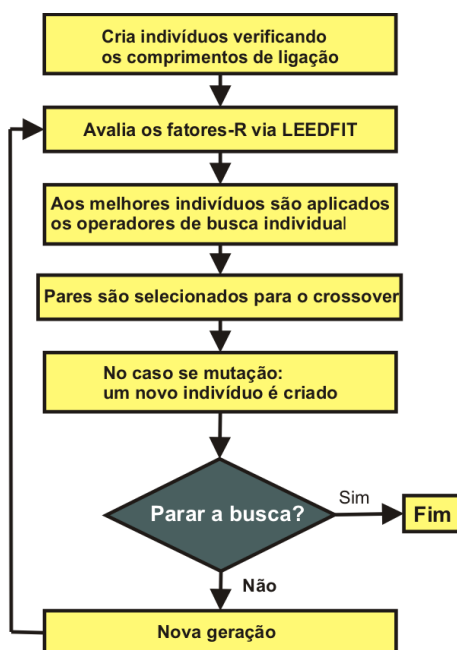 Cria indivíduos verificando
os comprimentos de ligação
Avalia os fatores-R via LEEDFIT
Aos melhores indivíduos são aplicados
os operadores de busca individual
Pares são selecionados para o crossover
No caso se mutação:
um novo indivíduo é criado
Parar a busca?
Sim
Fim
Não
Nova geração